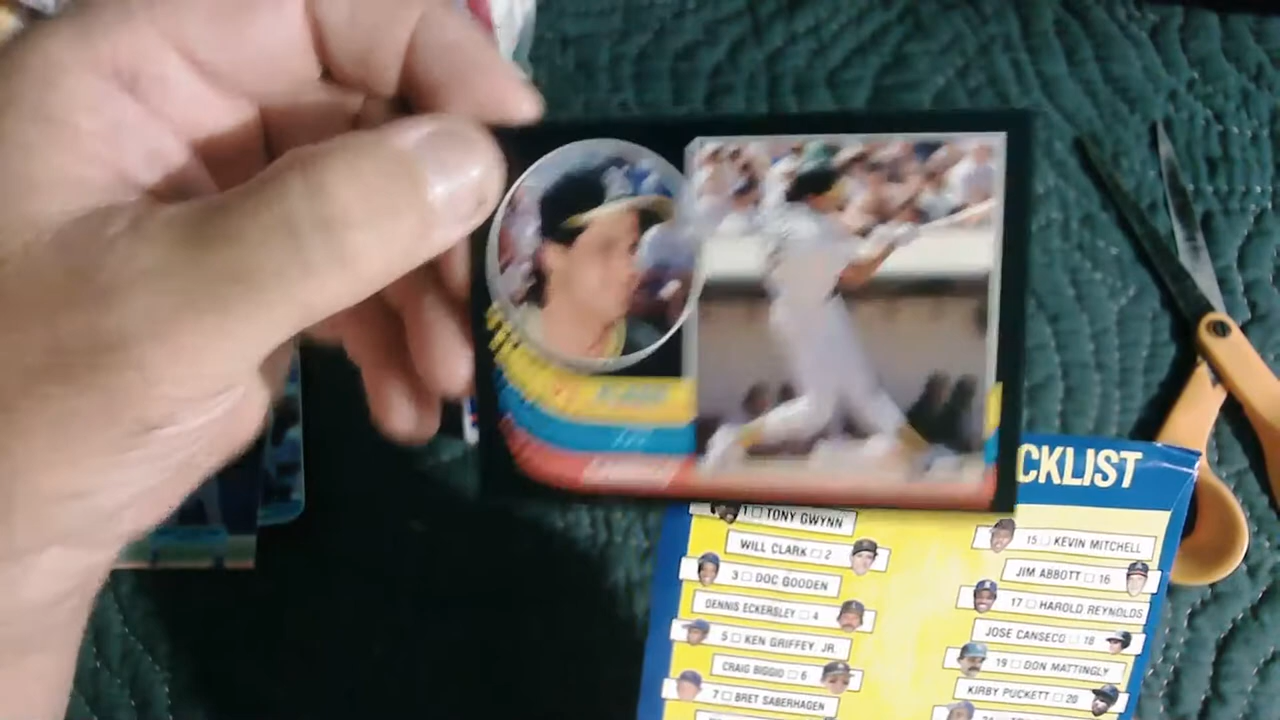 CKLIST
1 TONY GWYNN
WILL CLARK 2
3 DOC GOODEN
DENNIS ECKERSLEY 4
5 KEN GRIFFEY, JR.
CRAIG BIGGIO 6
7 BRET SABERHAGEN
15 KEVIN MITCHELL
JIM ABBOTT 16
17 HAROLD REYNOLDS
JOSE CANSECO 18
19 DON MATTINGLY
KIRBY PUCKETT 20